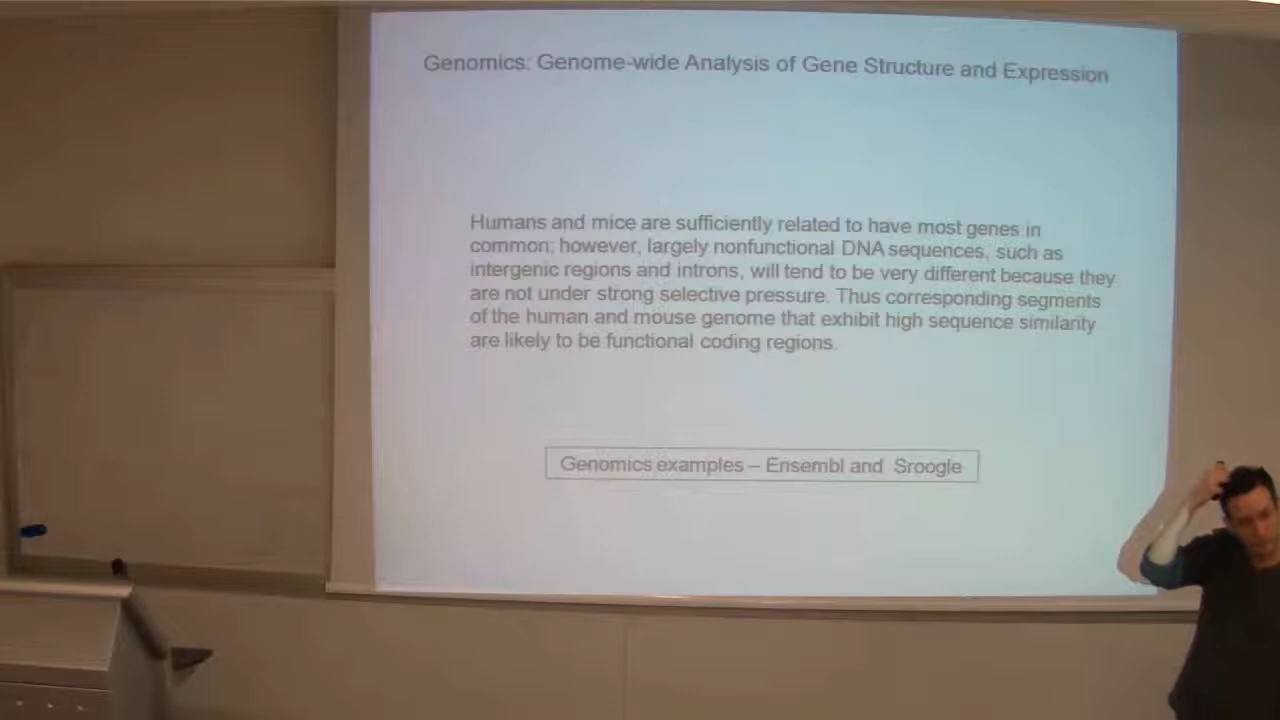 Genomics: Genome-wide Analysis of Gene Structure and Expression
Humans and mice are sufficiently related to have most genes in
common; however, largely nonfunctional DNA sequences, such as
intergenic regions and introns, will tend to be very different because they
are not under strong selective pressure. Thus corresponding segments
of the human and mouse genome that exhibit high sequence similarity
are likely to be functional coding regions.
Genomics examples – Ensembl and Sroogle